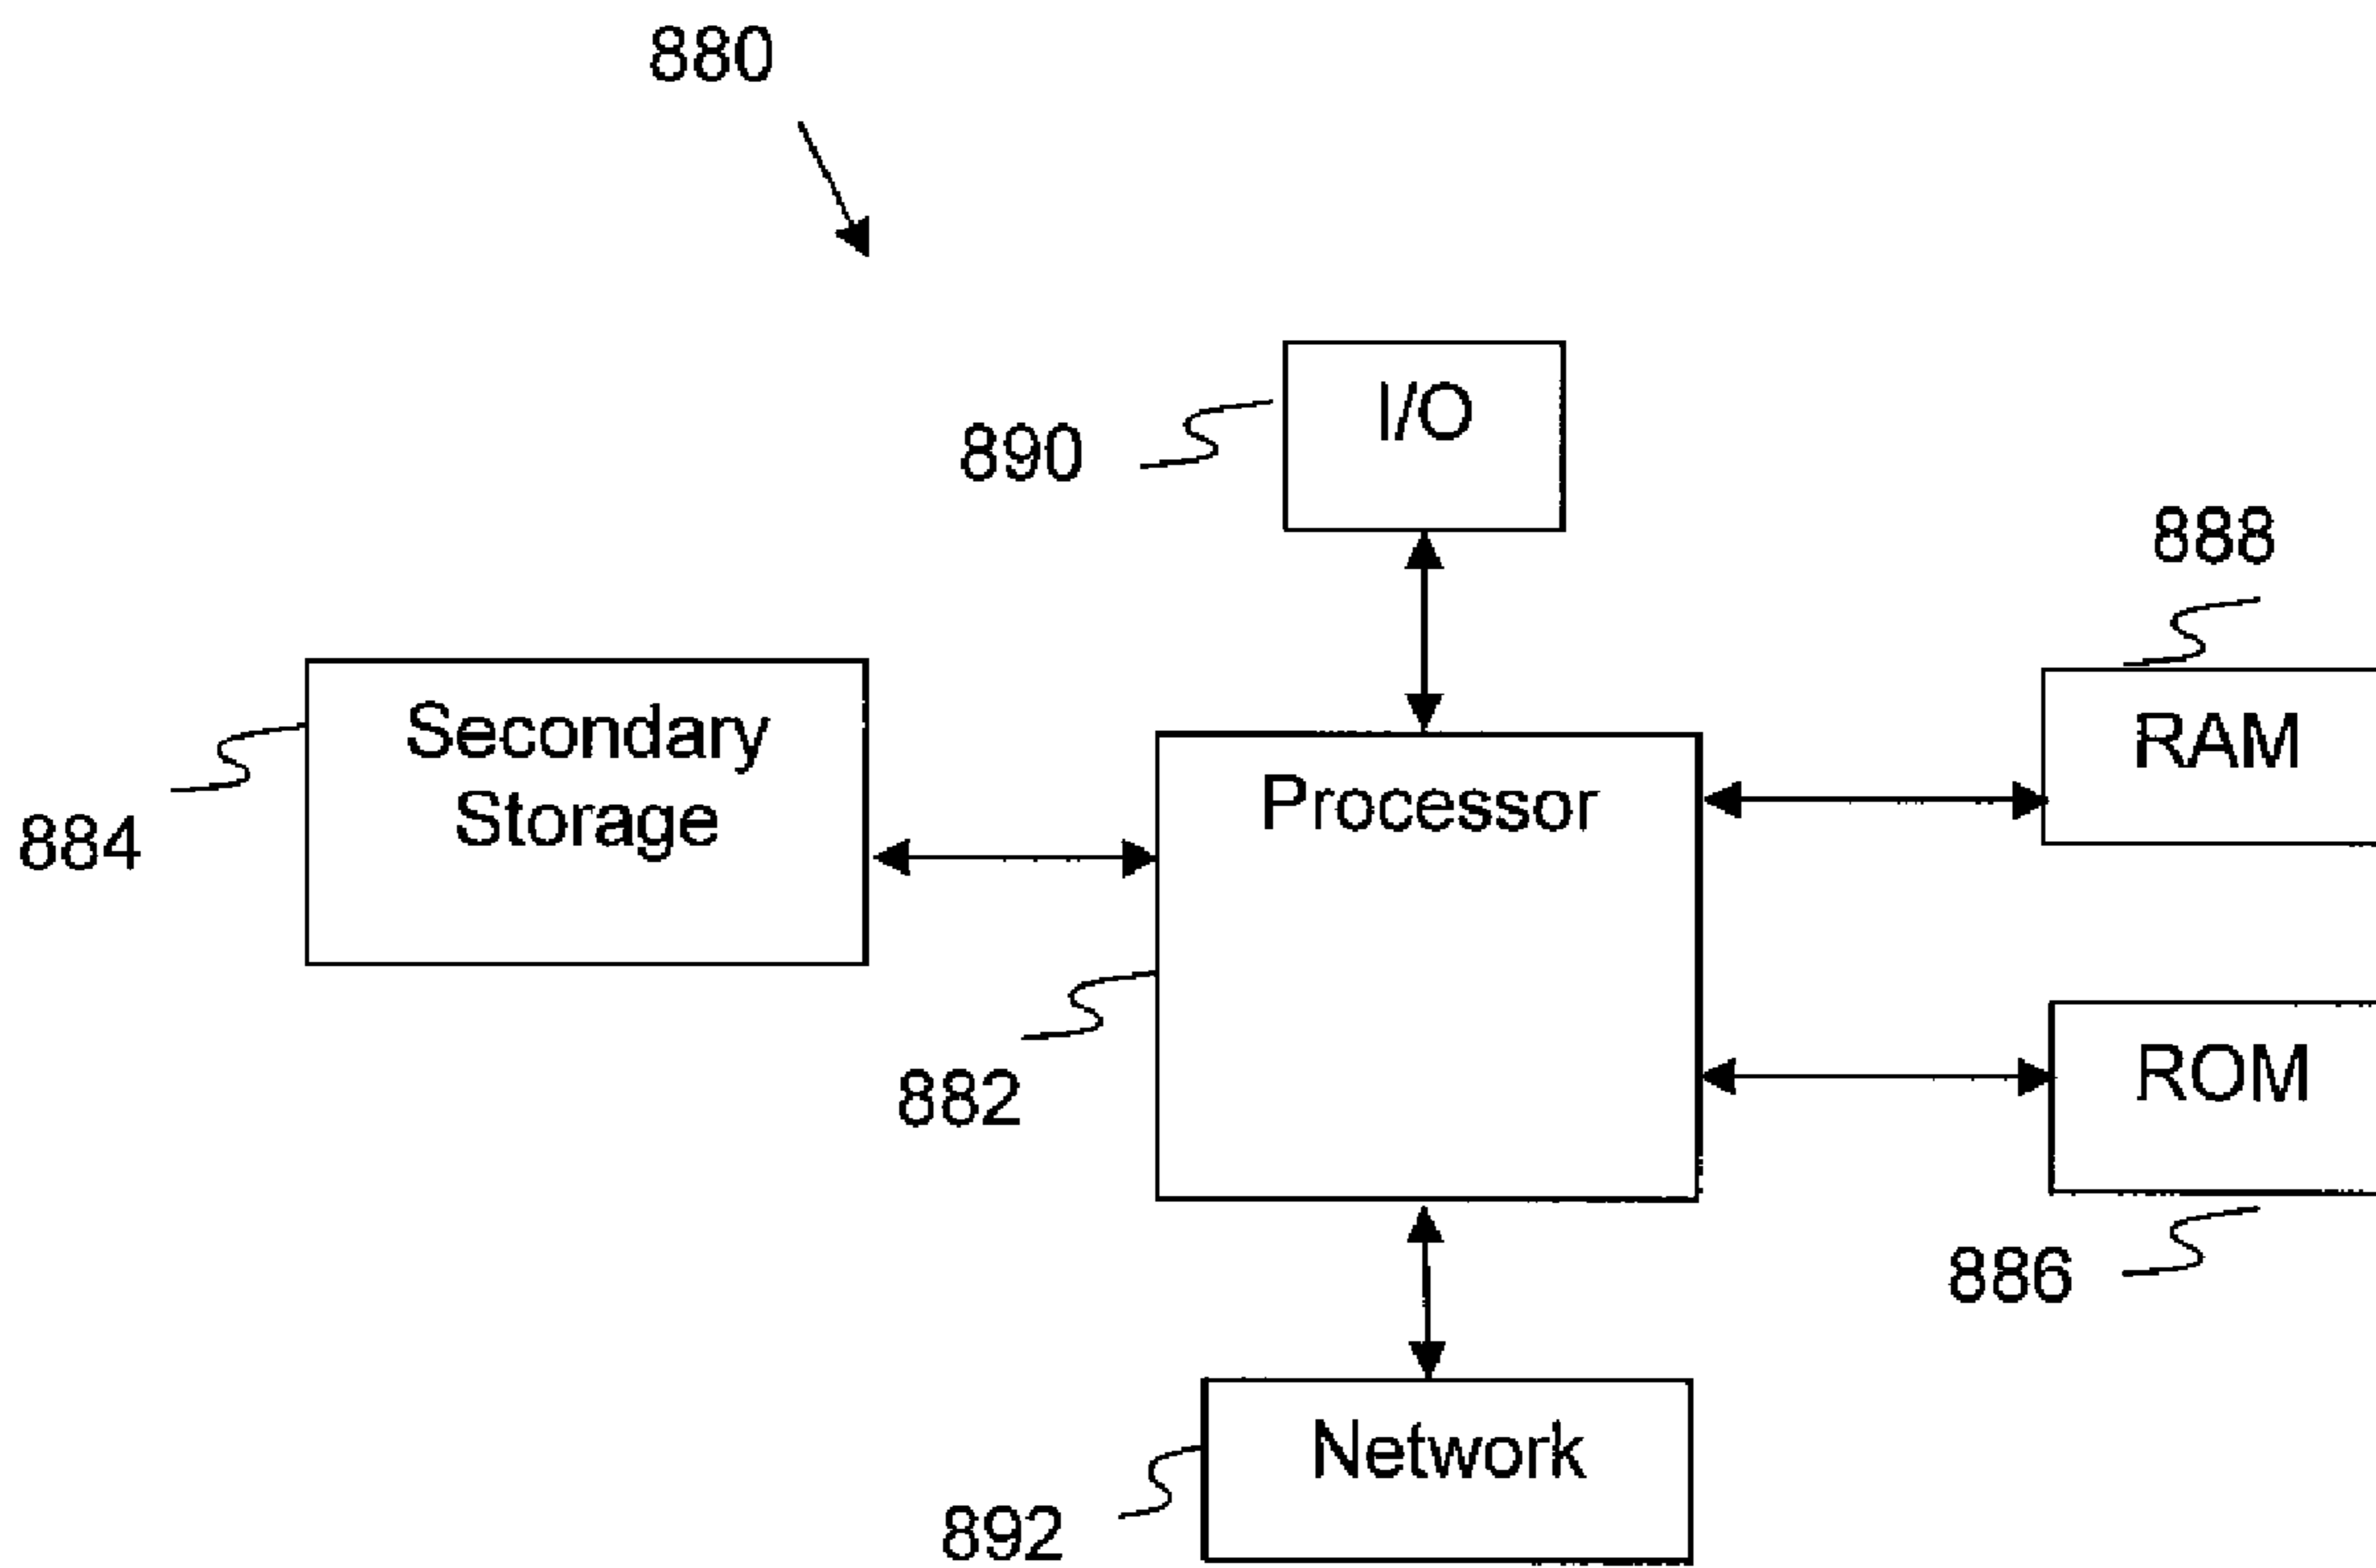 880
I/O
890
888
Secondary
Storage
RAM
Processor
884
882
ROM
886
Network
892